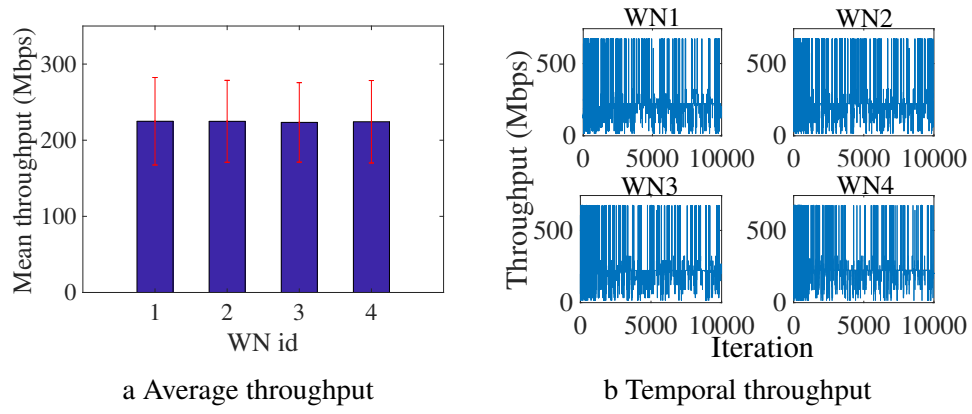 Mean throughput (Mbps)
300
200
100
0
1 2 3 4
WN id
a Average throughput
Throughput (Mbps)
WN1
500
0
0 5000 10000
WN2
500
0
0 5000 10000
WN3
500
0
0 5000 10000
WN4
500
0
0 5000 10000
Iteration
b Temporal throughput